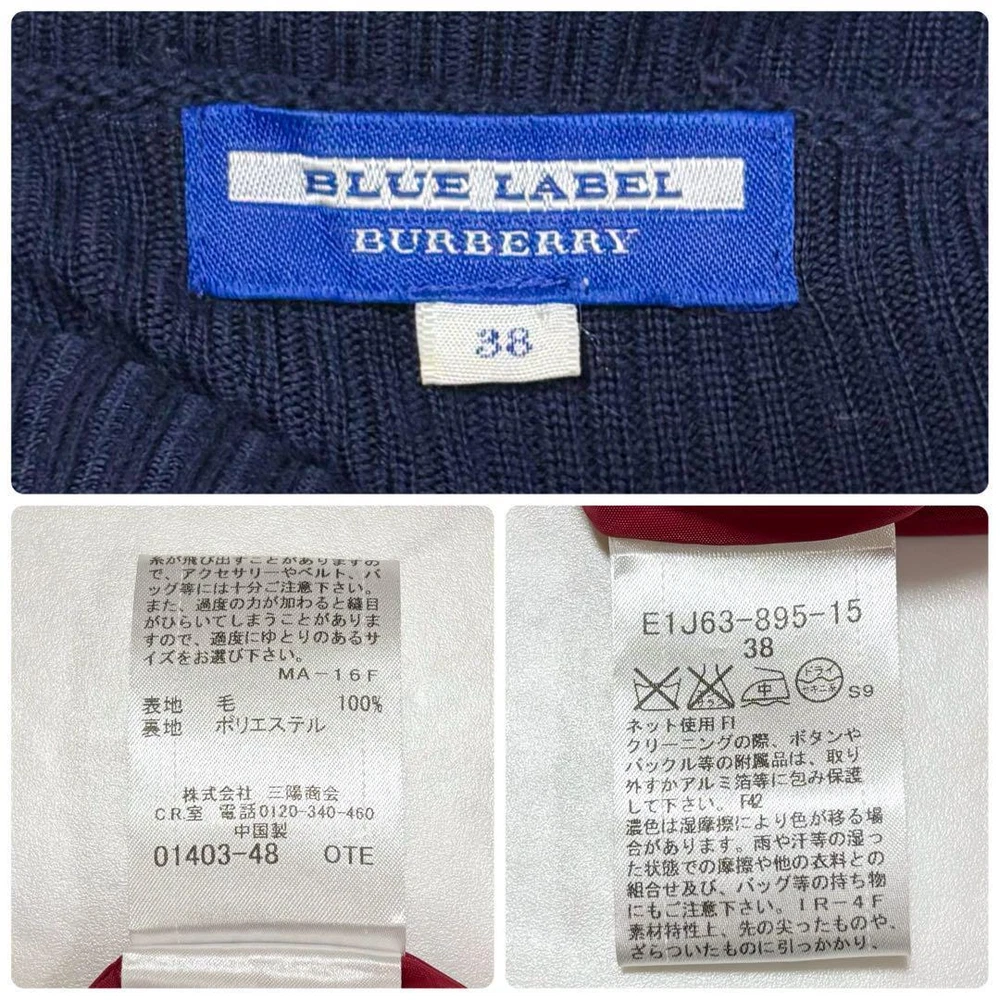 BLUE LABEL
BURBERRY
38
糸が飛び出すことがありますの
で、アクセサリーやベルト、バ
ッグ等には十分ご注意下さい。
また、過度の力が加わると縫目
がひらいてしまうことがありま
すので、適度にゆとりのあるサ
イズをお選び下さい。
MA-16F
表地 毛 100%
裏地 ポリエステル
株式会社 三陽商会
C.R.室 電話0120-340-460
中国製
01403-48 OTE
E1J63-895-15
38
中 ドライ S9
ネット使用 F1
クリーニングの際、ボタンや
バックル等の附属品は、取り
外すかアルミ箔等に包み保護
して下さい。 F42
濃色は湿摩擦により色が移る場
合があります。雨や汗等の湿っ
た状態での摩擦や他の衣料との
組合せ及び、バッグ等の持ち物
にもご注意下さい。 IR-4F
素材特性上、先の尖ったものや、
ざらついたものに引っかかり、